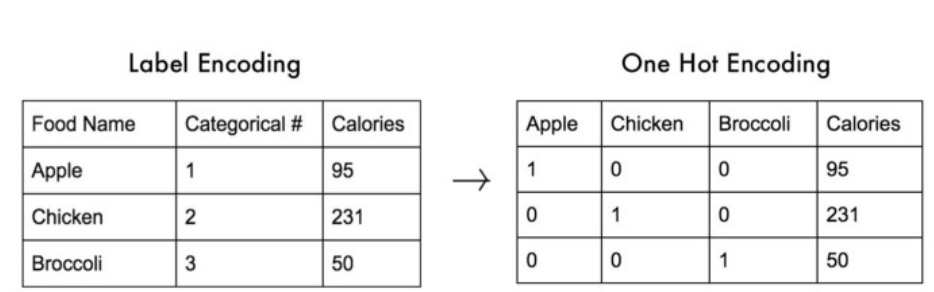 Label Encoding
One Hot Encoding
Food Name Categorical # Calories
Apple 1 95
Chicken 2 231
Broccoli 3 50
→
Apple Chicken Broccoli Calories
1 0 0 95
0 1 0 231
0 0 1 50